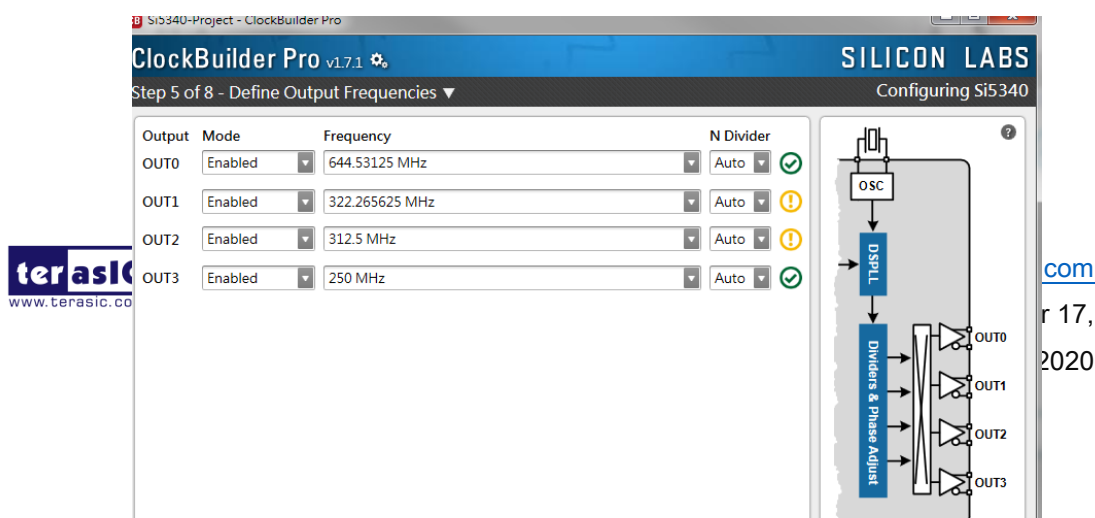 Si5340-Project - ClockBuilder Pro
ClockBuilder Pro v1.7.1
SILICON LABS
Step 5 of 8 - Define Output Frequencies ▼
Configuring Si5340
Output Mode Frequency N Divider
OUT0 Enabled 644.53125 MHz Auto
OUT1 Enabled 322.265625 MHz Auto
OUT2 Enabled 312.5 MHz Auto
OUT3 Enabled 250 MHz Auto
OSC
DSPLL
Dividers & Phase Adjust
OUT0
OUT1
OUT2
OUT3
terasIC
www.terasic.co
com
r 17,
2020